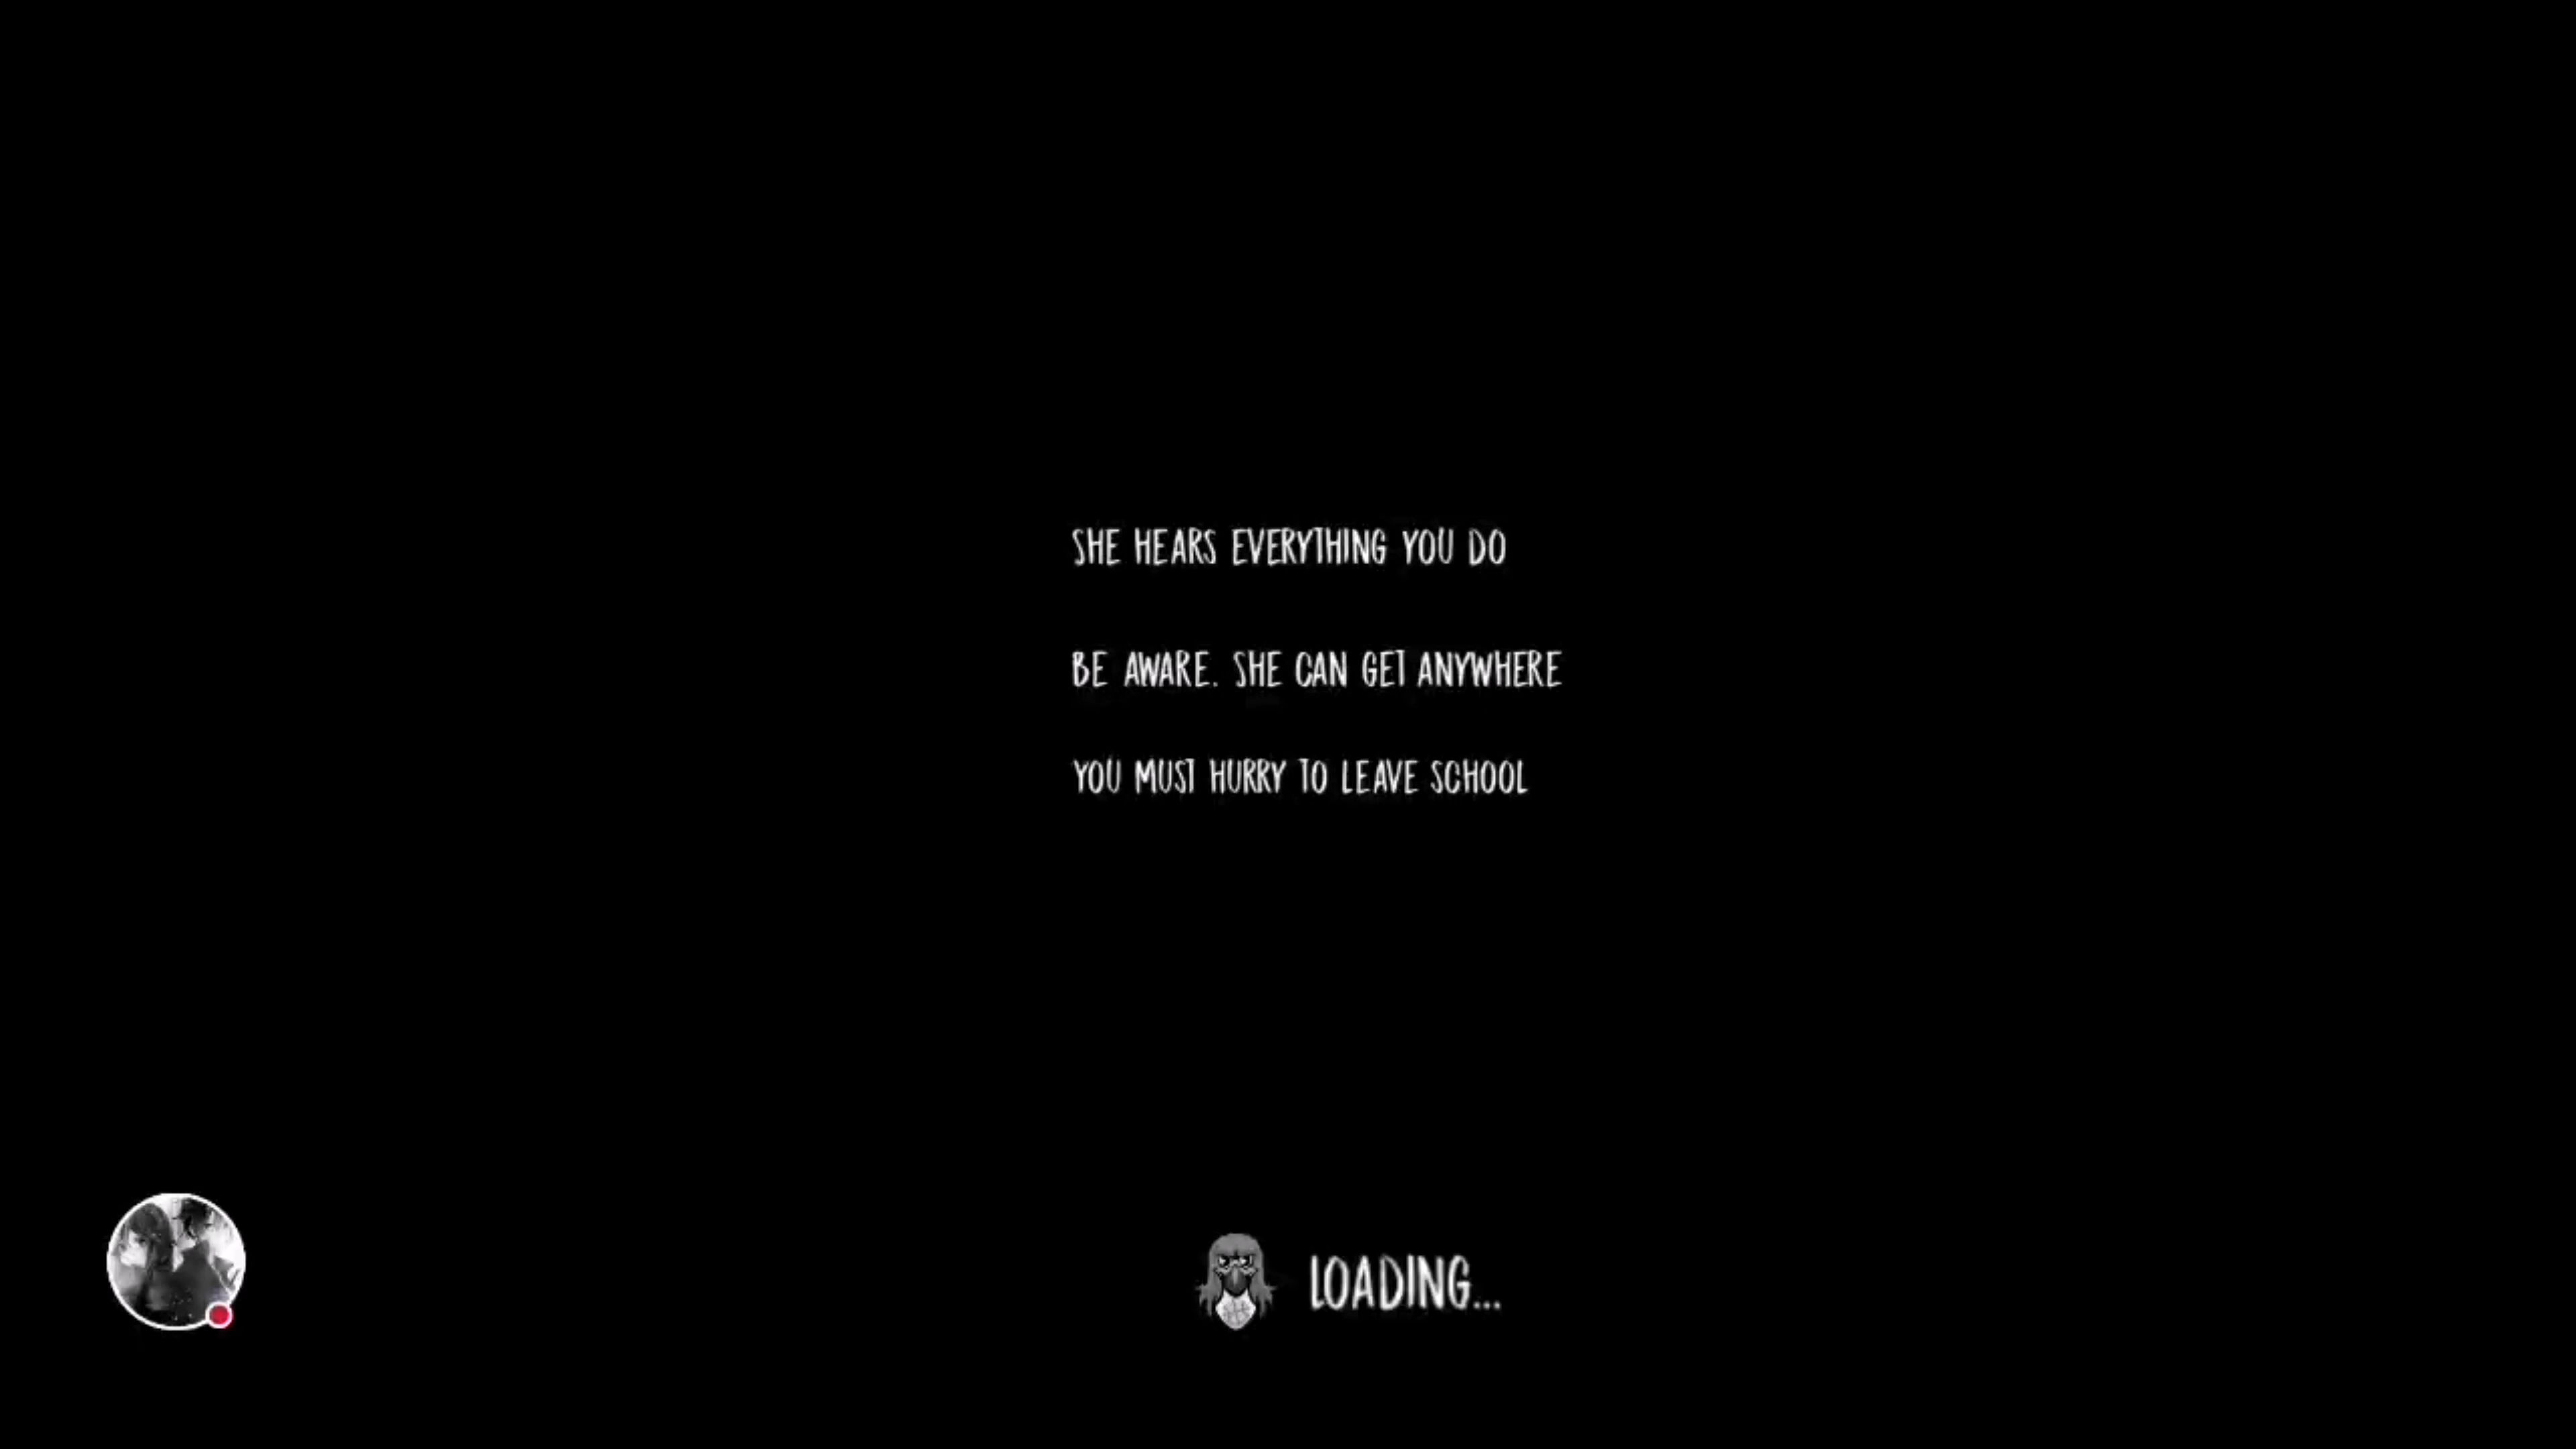 SHE HEARS EVERYTHING YOU DO
BE AWARE. SHE CAN GET ANYWHERE
YOU MUST HURRY TO LEAVE SCHOOL
LOADING...